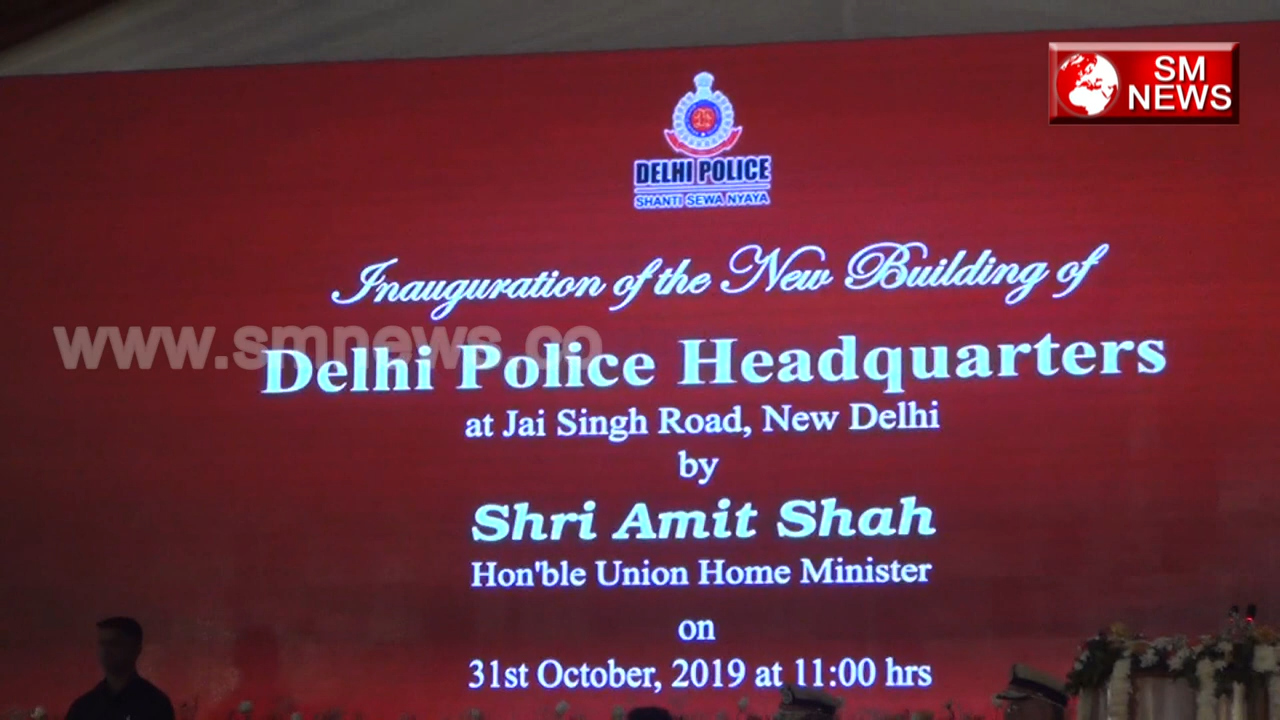 SM
NEWS
DELHI POLICE
SHANTI SEWA NYAYA
Inauguration of the New Building of
www.smnews.co
Delhi Police Headquarters
at Jai Singh Road, New Delhi
by
Shri Amit Shah
Hon'ble Union Home Minister
on
31st October, 2019 at 11:00 hrs